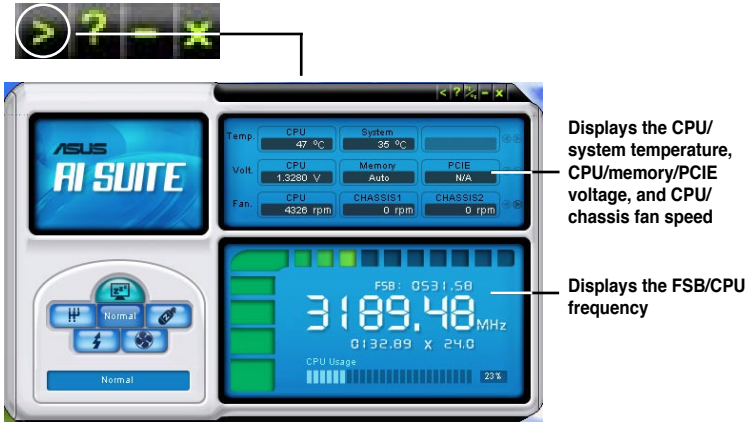 > ? - x
< ? - x
ASUS
AI SUITE
Temp. CPU System
47 ºC 35 ºC
Volt. CPU Memory PCIE
1.3280 V Auto N/A
Fan. CPU CHASSIS1 CHASSIS2
4326 rpm 0 rpm 0 rpm
Displays the CPU/
system temperature,
CPU/memory/PCIE
voltage, and CPU/
chassis fan speed
FSB: 0531.58
3189.48 MHz
0132.89 x 24.0
CPU Usage
23%
Displays the FSB/CPU
frequency
zzz
Normal
Normal